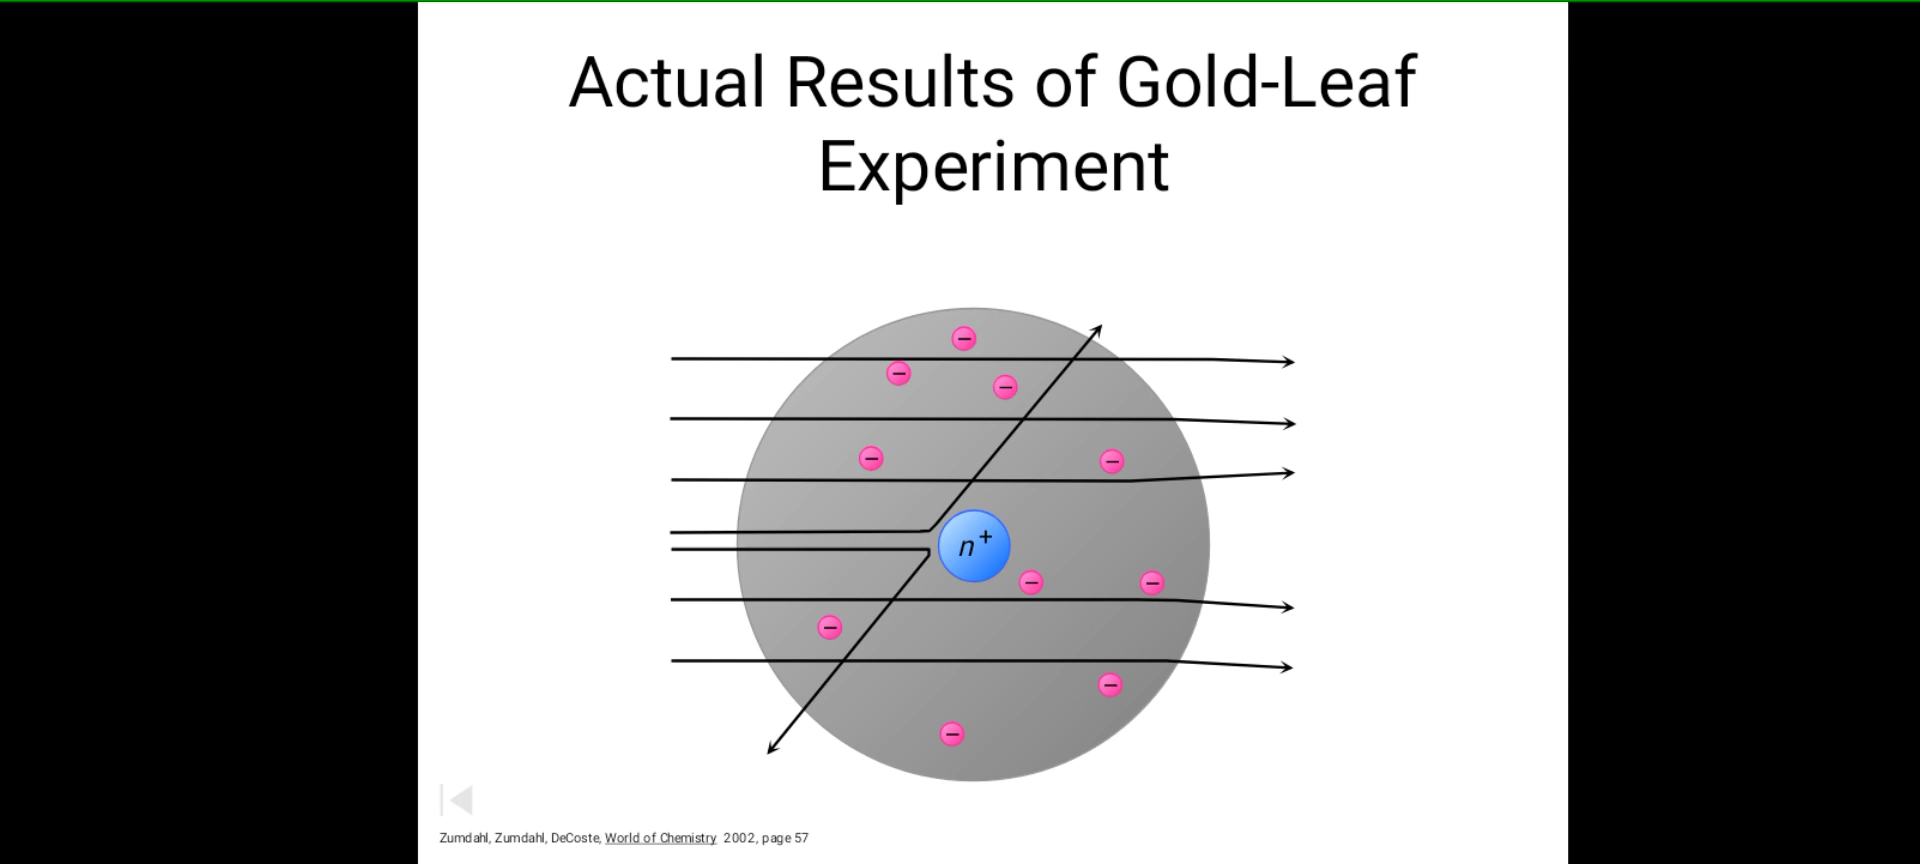 Actual Results of Gold-Leaf
Experiment
n+
Zumdahl, Zumdahl, DeCoste, World of Chemistry 2002, page 57